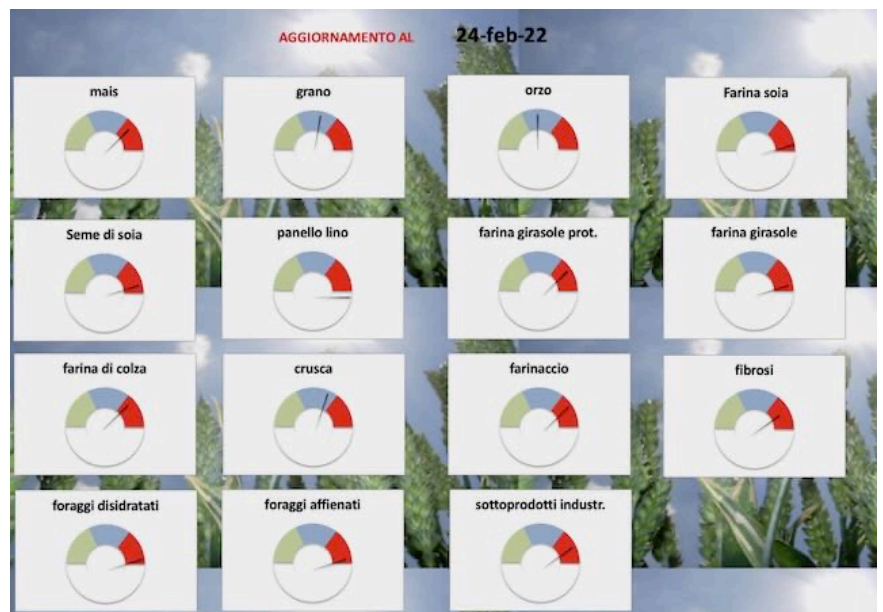 AGGIORNAMENTO AL 24-feb-22
mais grano orzo Farina soia
Seme di soia panello lino farina girasole prot. farina girasole
farina di colza crusca farinaccio fibrosi
foraggi disidratati foraggi affienati sottoprodotti industr.